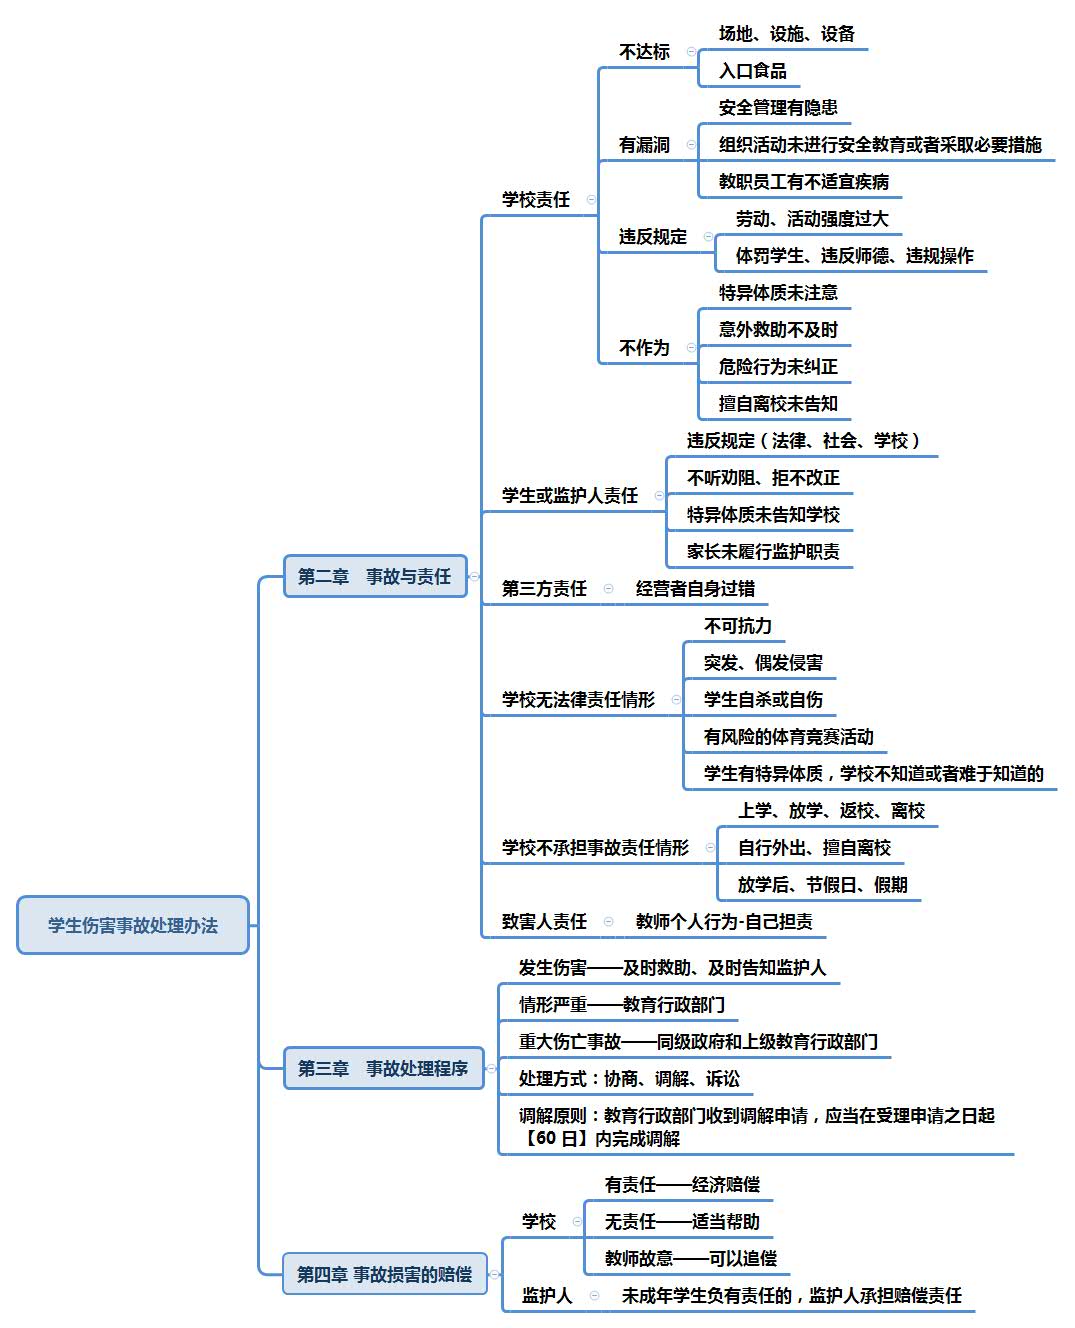 场地、设施、设备
不达标
入口食品
安全管理有隐患
有漏洞
组织活动未进行安全教育或者采取必要措施
教职员工有不适宜疾病
学校责任
劳动、活动强度过大
违反规定
体罚学生、违反师德、违规操作
特异体质未注意
意外救助不及时
不作为
危险行为未纠正
擅自离校未告知
违反规定（法律、社会、学校）
不听劝阻、拒不改正
学生或监护人责任
特异体质未告知学校
家长未履行监护职责
第二章 事故与责任
第三方责任
经营者自身过错
不可抗力
突发、偶发侵害
学校无法律责任情形
学生自杀或自伤
有风险的体育竞赛活动
学生有特异体质，学校不知道或者难于知道的
上学、放学、返校、离校
学校不承担事故责任情形
自行外出、擅自离校
放学后、节假日、假期
致害人责任
教师个人行为-自己担责
学生伤害事故处理办法
发生伤害——及时救助、及时告知监护人
情形严重——教育行政部门
重大伤亡事故——同级政府和上级教育行政部门
第三章 事故处理程序
处理方式：协商、调解、诉讼
调解原则：教育行政部门收到调解申请，应当在受理申请之日起
【60 日】内完成调解
有责任——经济赔偿
学校
无责任——适当帮助
教师故意——可以追偿
第四章 事故损害的赔偿
监护人
未成年学生负有责任的，监护人承担赔偿责任